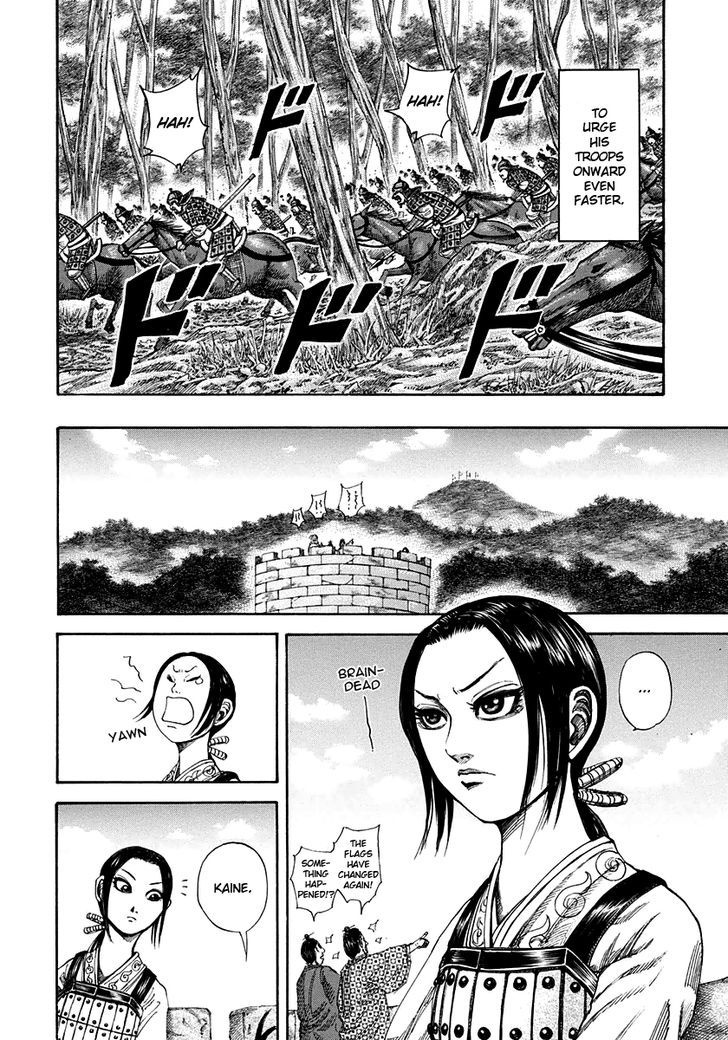 TO
URGE
HIS
TROOPS
ONWARD
EVEN
FASTER.
HAH!
HAH!
ド
ド
ド
ド
ド
...
BRAIN-
DEAD
THE
FLAGS
HAVE
CHANGED
AGAIN!
SOME-
THING
HAP-
PENED!?
YAWN
KAINE.